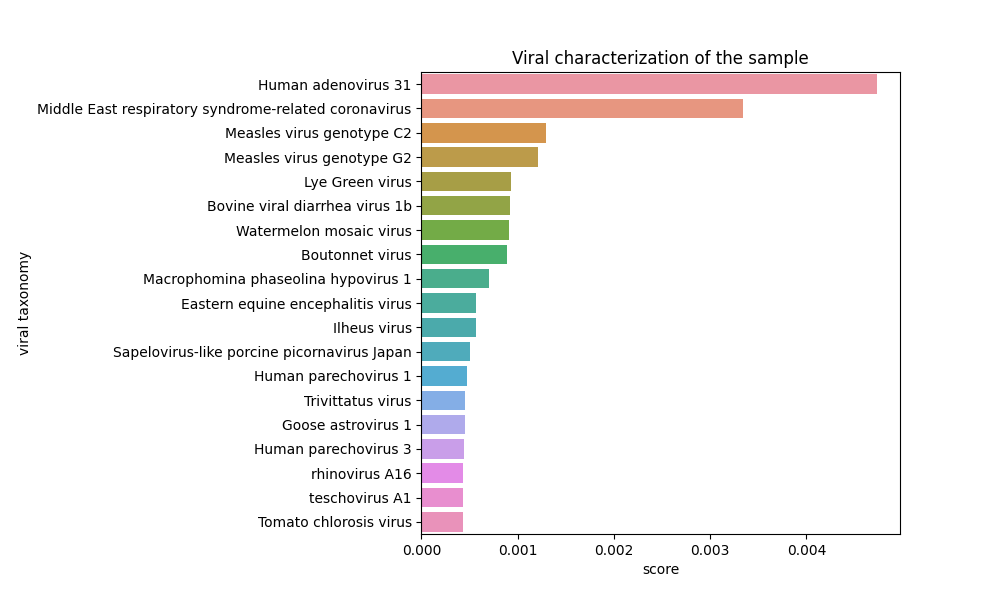 Viral characterization of the sample
viral taxonomy
Human adenovirus 31
Middle East respiratory syndrome-related coronavirus
Measles virus genotype C2
Measles virus genotype G2
Lye Green virus
Bovine viral diarrhea virus 1b
Watermelon mosaic virus
Boutonnet virus
Macrophomina phaseolina hypovirus 1
Eastern equine encephalitis virus
Ilheus virus
Sapelovirus-like porcine picornavirus Japan
Human parechovirus 1
Trivittatus virus
Goose astrovirus 1
Human parechovirus 3
rhinovirus A16
teschovirus A1
Tomato chlorosis virus
0.000 0.001 0.002 0.003 0.004
score